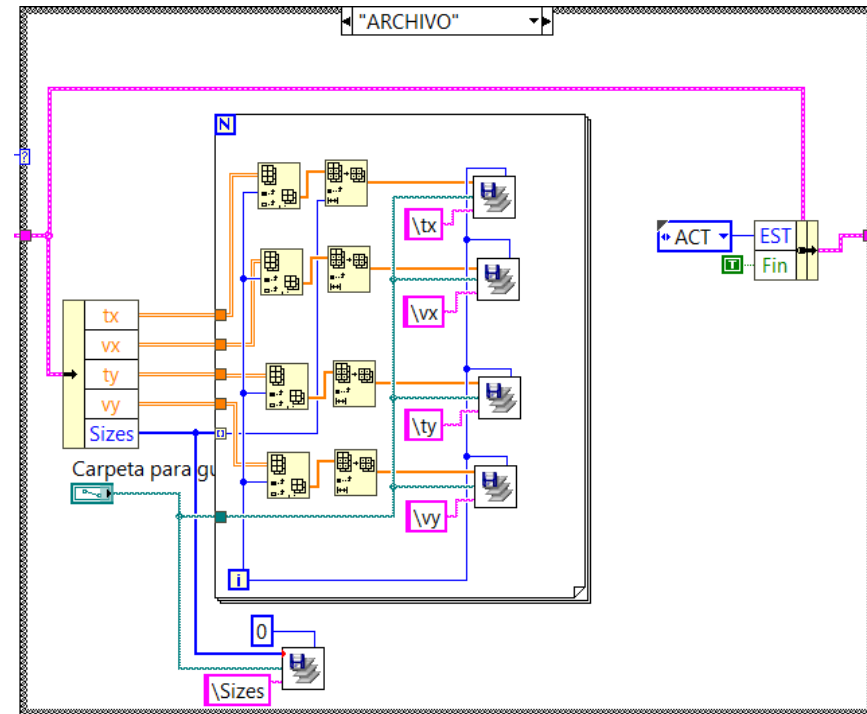 "ARCHIVO"
N
?
\tx
\vx
ACT
EST
Fin
T
tx
vx
ty
vy
Sizes
\ty
\vy
Carpeta para gu
i
0
\Sizes